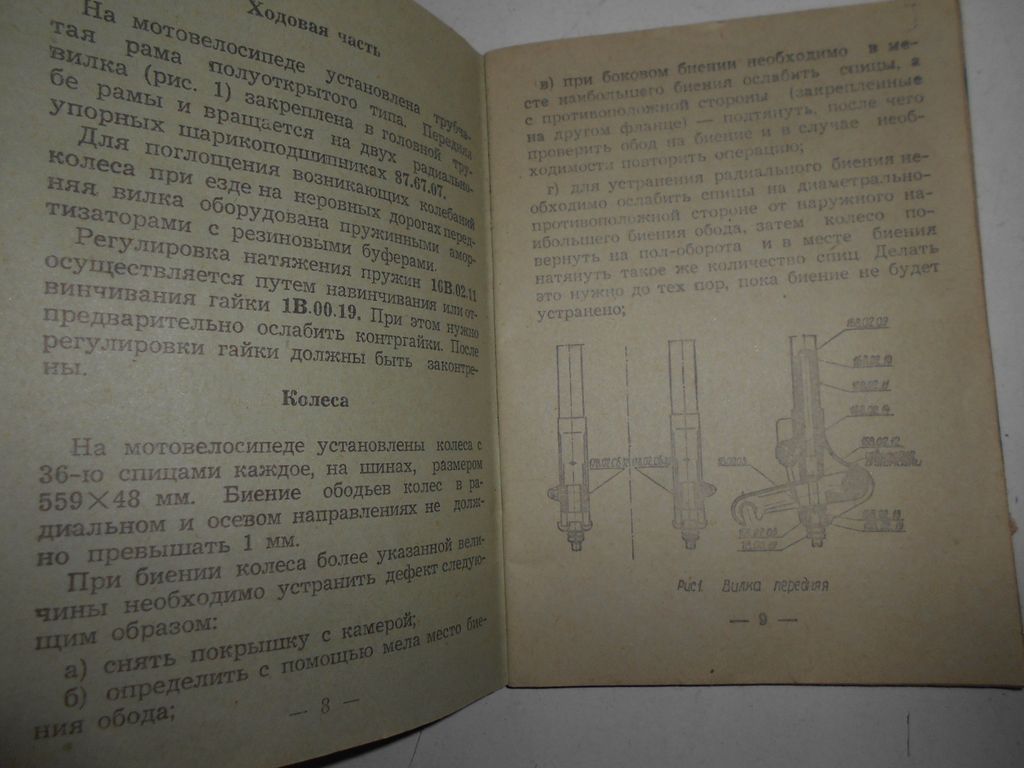 Ходовая часть
На мотовелосипеде установлена трубча-
тая рама полуоткрытого типа. Передняя
вилка (рис. 1) закреплена в головной тру-
бе рамы и вращается на двух радиально-
упорных шарикоподшипниках 87.67.07.
Для поглощения возникающих колебаний
колеса при езде на неровных дорогах перед-
няя вилка оборудована пружинными амор-
тизаторами с резиновыми буферами.
Регулировка натяжения пружин 16В.02.11
осуществляется путем навинчивания или от-
винчивания гайки 1В.00.19. При этом нужно
предварительно ослабить контргайки. После
регулировки гайки должны быть законтре-
ны.
Колеса
На мотовелосипеде установлены колеса с
36-ю спицами каждое, на шинах, размером
559×48 мм. Биение ободьев колес в ра-
диальном и осевом направлениях не долж-
но превышать 1 мм.
При биении колеса более указанной вели-
чины необходимо устранить дефект следую-
щим образом:
а) снять покрышку с камерой;
б) определить с помощью мела место бие-
ния обода;
— 8 —
в) при боковом биении необходимо в ме-
сте наибольшего биения ослабить спицы, а
с противоположной стороны (закрепленные
на другом фланце) — подтянуть, после чего
проверить обод на биение и в случае необ-
ходимости повторить операцию;
г) для устранения радиального биения не-
обходимо ослабить спицы на диаметрально-
противоположной стороне от наружного на-
ибольшего биения обода, затем колесо по-
вернуть на пол-оборота и в месте биения
натянуть такое же количество спиц. Делать
это нужно до тех пор, пока биение не будет
устранено;
Рис1. Вилка передняя
— 9 —